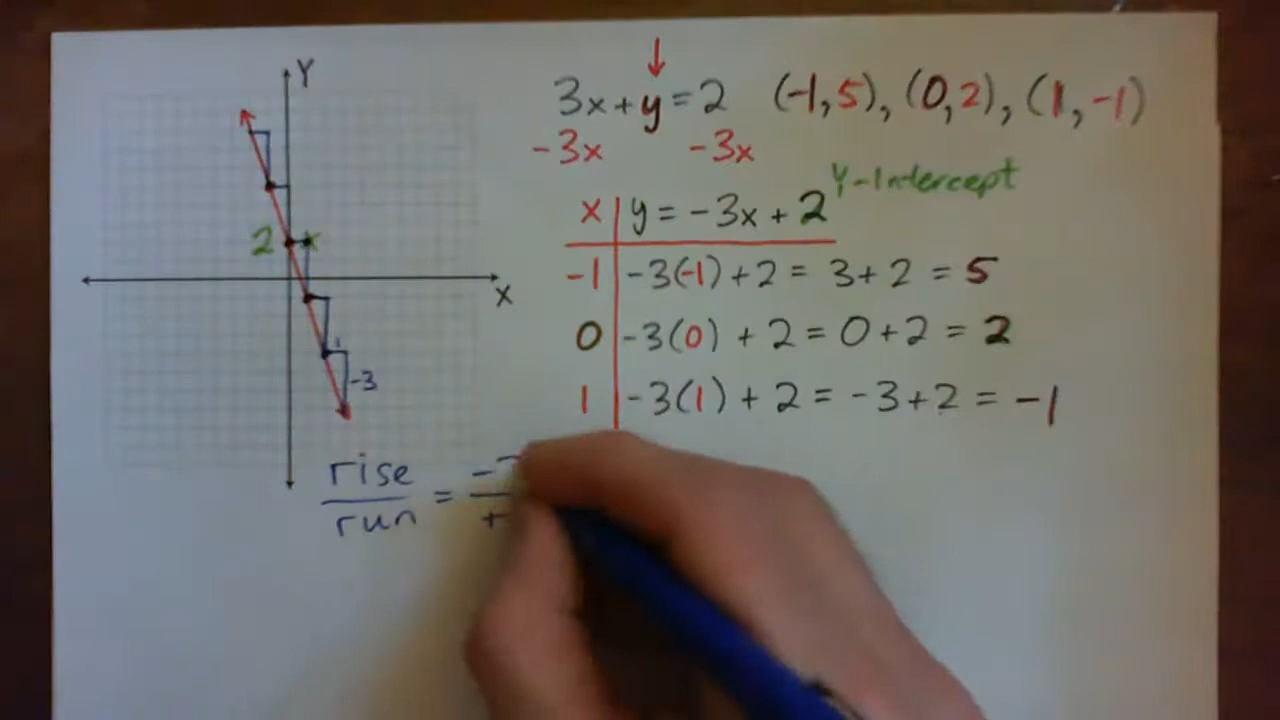 Y
3x + y = 2 (-1, 5), (0, 2), (1, -1)
-3x -3x
Y-Intercept
x | y = -3x + 2
2
-1 | -3(-1) + 2 = 3 + 2 = 5
x
0 | -3(0) + 2 = 0 + 2 = 2
1
-3
1 | -3(1) + 2 = -3 + 2 = -1
rise
run
= -
+